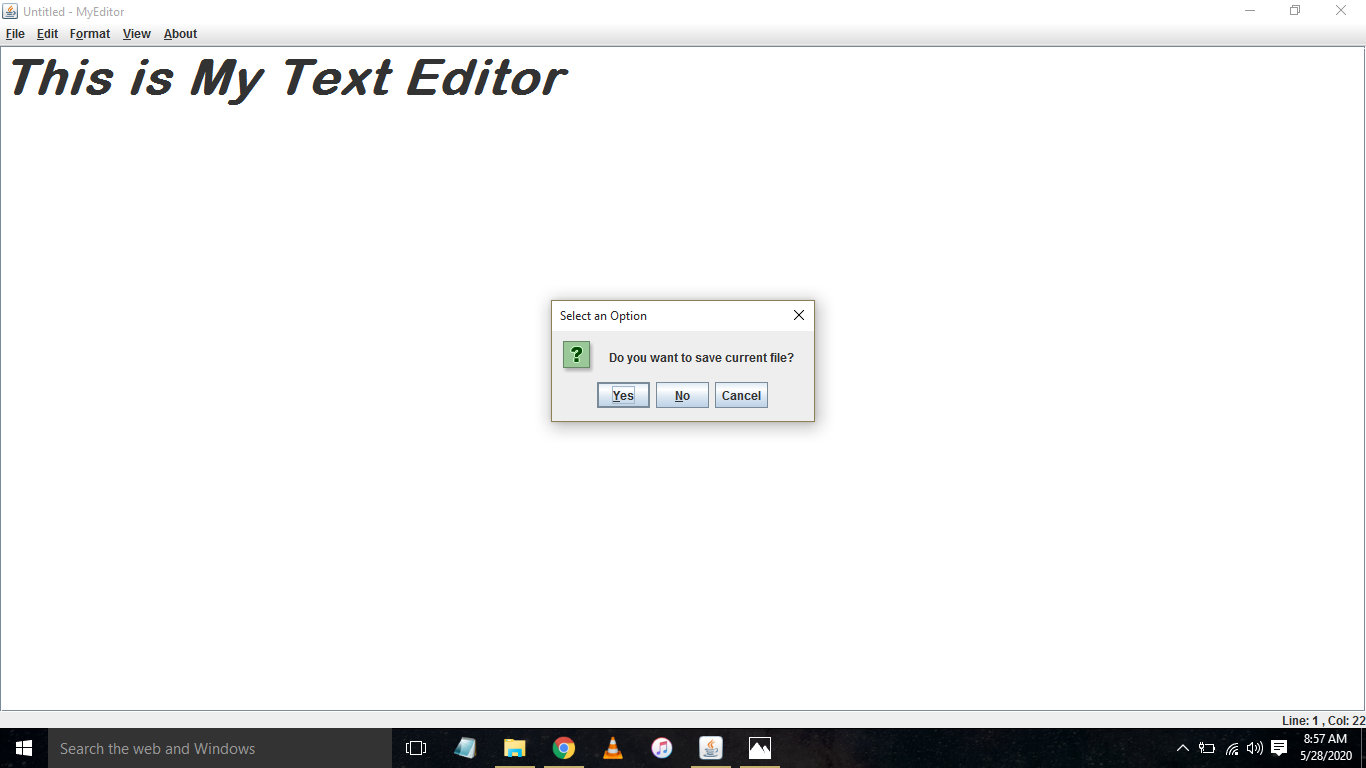 Untitled - MyEditor
File Edit Format View About
This is My Text Editor
Select an Option
?
Do you want to save current file?
Yes No Cancel
Line: 1 , Col: 22
Search the web and Windows
8:57 AM
5/28/2020